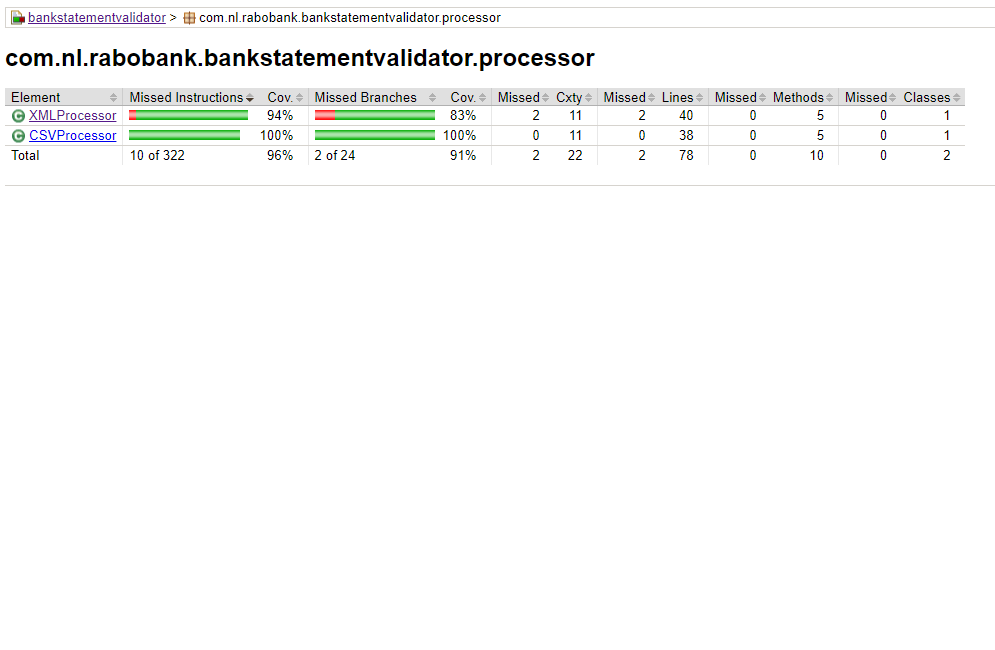 bankstatementvalidator > com.nl.rabobank.bankstatementvalidator.processor
com.nl.rabobank.bankstatementvalidator.processor
Element Missed Instructions Cov. Missed Branches Cov. Missed Cxty Missed Lines Missed Methods Missed Classes
C XMLProcessor 94% 83% 2 11 2 40 0 5 0 1
C CSVProcessor 100% 100% 0 11 0 38 0 5 0 1
Total 10 of 322 96% 2 of 24 91% 2 22 2 78 0 10 0 2